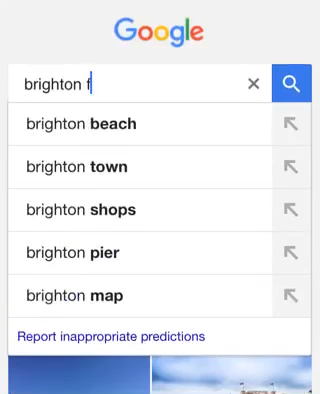 Google
brighton f
brighton beach
brighton town
brighton shops
brighton pier
brighton map
Report inappropriate predictions